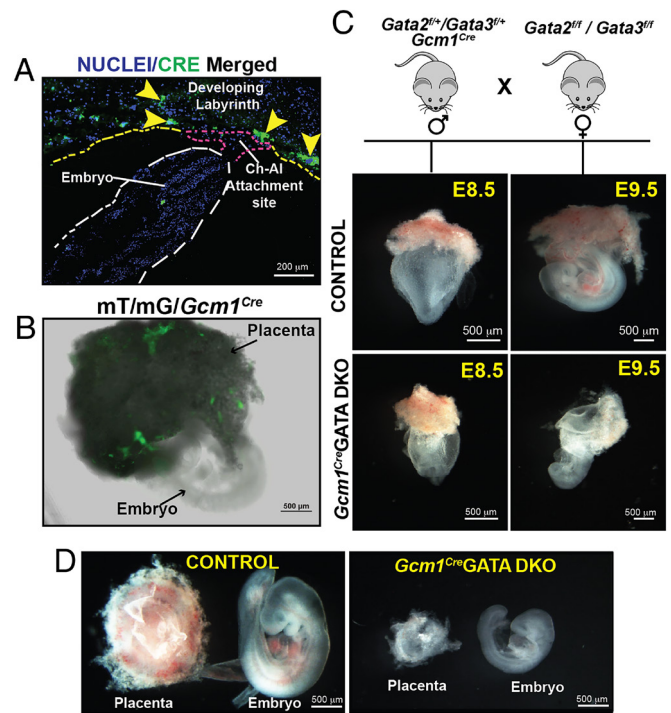 A
NUCLEI/CRE Merged
Developing
Labyrinth
Embryo
Ch-Al
Attachment
site
200 μm
B
mT/mG/Gcm1Cre
Placenta
Embryo
500 μm
C
Gata2f/+/Gata3f/+
Gcm1Cre
Gata2f/f / Gata3f/f
X
CONTROL
E8.5
500 μm
E9.5
500 μm
Gcm1CreGATA DKO
E8.5
500 μm
E9.5
500 μm
D
CONTROL
Placenta
Embryo
500 μm
Gcm1CreGATA DKO
Placenta
Embryo
500 μm